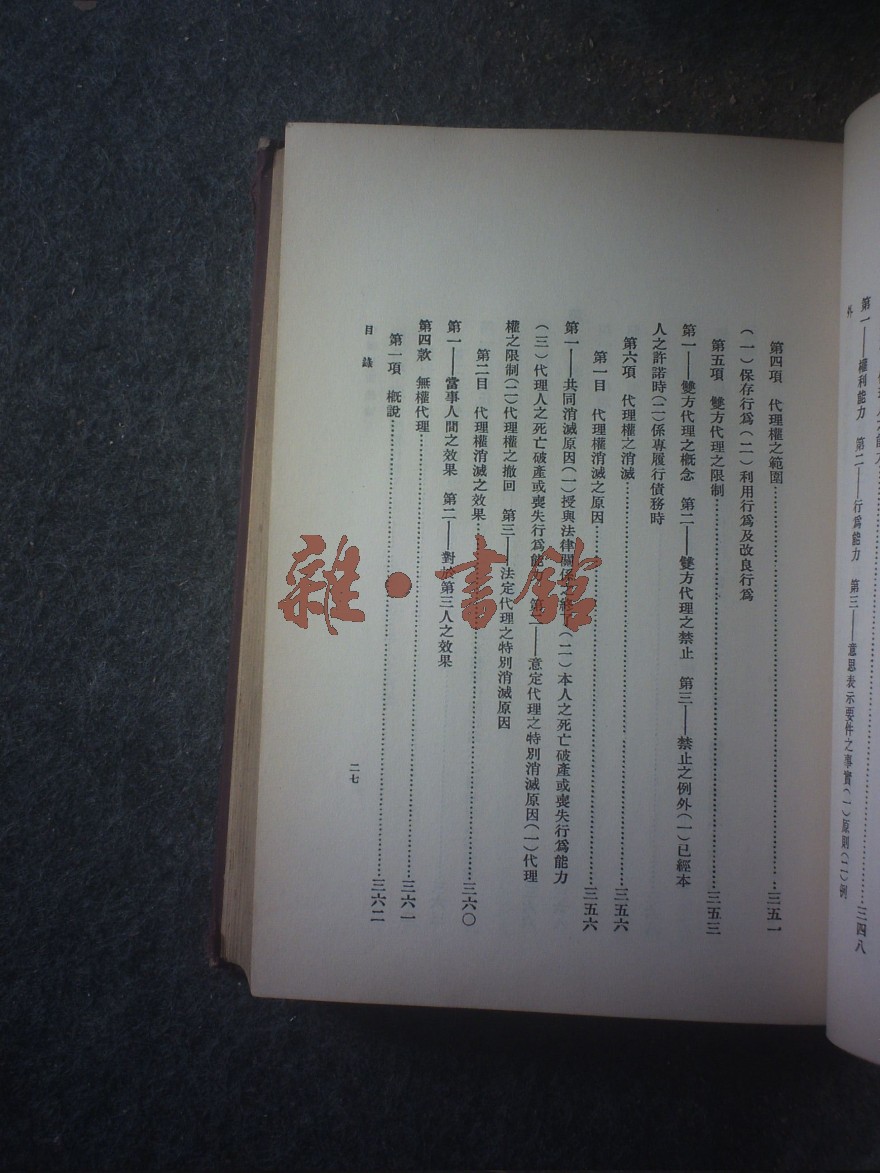 第一——權利能力　第二——行爲能力　第三——意思表示要件之事實(一)原則(二)例
外……三四八
第四項　代理權之範圍……三五一
(一)保存行爲(二)利用行爲及改良行爲
第五項　雙方代理之限制……三五三
第一——雙方代理之概念　第二——雙方代理之禁止　第三——禁止之例外(一)已經本
人之許諾時(二)係專履行債務時
第六項　代理權之消滅……三五六
第一目　代理權消滅之原因……三五六
第一——共同消滅原因(一)授與法律關係之終了(二)本人之死亡破產或喪失行爲能力
(三)代理人之死亡破產或喪失行爲能力　第二——意定代理之特別消滅原因(一)代理
權之限制(二)代理權之撤回　第三——法定代理之特別消滅原因
第二目　代理權消滅之效果……三六〇
第一——當事人間之效果　第二——對於第三人之效果
第四款　無權代理……三六一
第一項　概說……三六二
目錄
二七
雜·書館